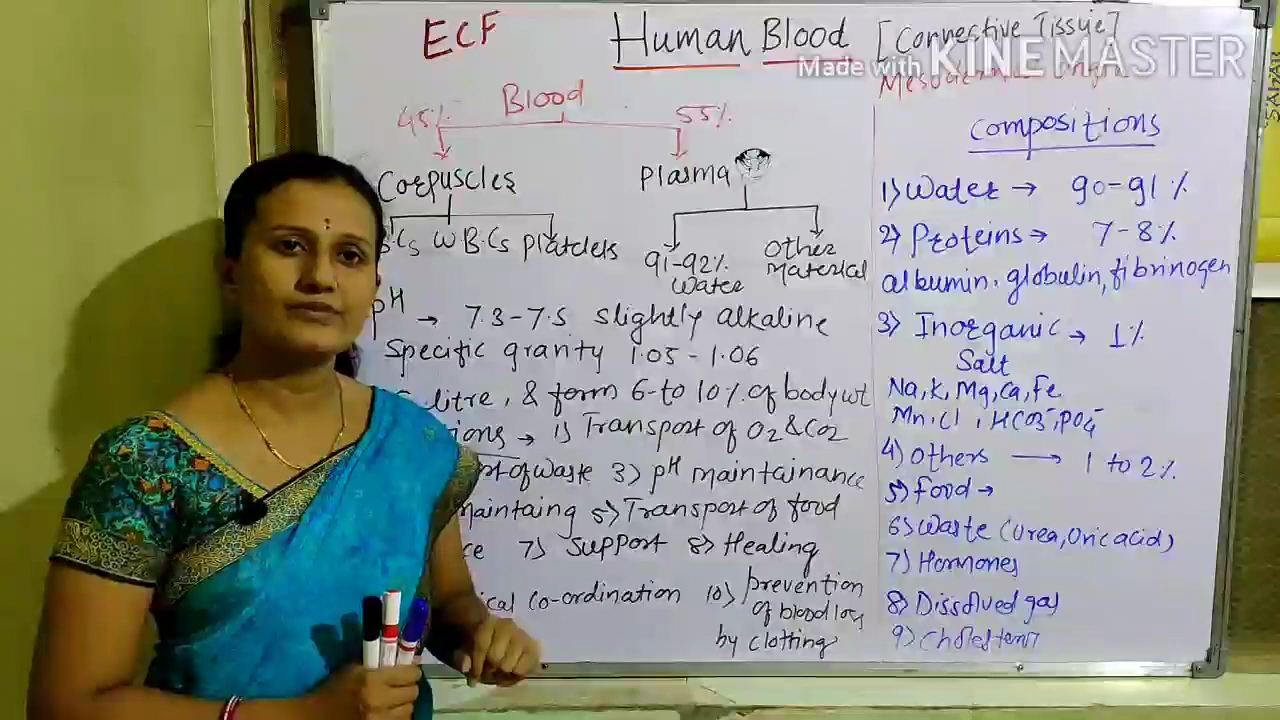 ECF Human Blood [Connective Tissue]
Made with KINEMASTER
Mesodermal origin
Blood
45% 55%
Corpuscles Plasma
W B.Cs Platelets
91-92% Water
Other Material
pH → 7.3-7.5 slightly alkaline
Specific gravity 1.05-1.06
litre, & form 6-to 10% of body wt
→ 1) Transport of O2 & CO2
of waste 3) pH maintainance
maintaing 5) Transport of food
7) Support 8) Healing
co-ordination 10) prevention
of blood loss
by clotting
Compositions
1) Water → 90-91%
2) Proteins → 7-8%
albumin, globulin, fibrinogen
3) Inorganic → 1%
Salt
Na, K, Mg, Ca, Fe
Mn, Cl, HCO3⁻, PO4⁻
4) Others → 1 to 2%
5) food →
6) Waste (Urea, Uric acid)
7) Hormones
8) Dissolved gas